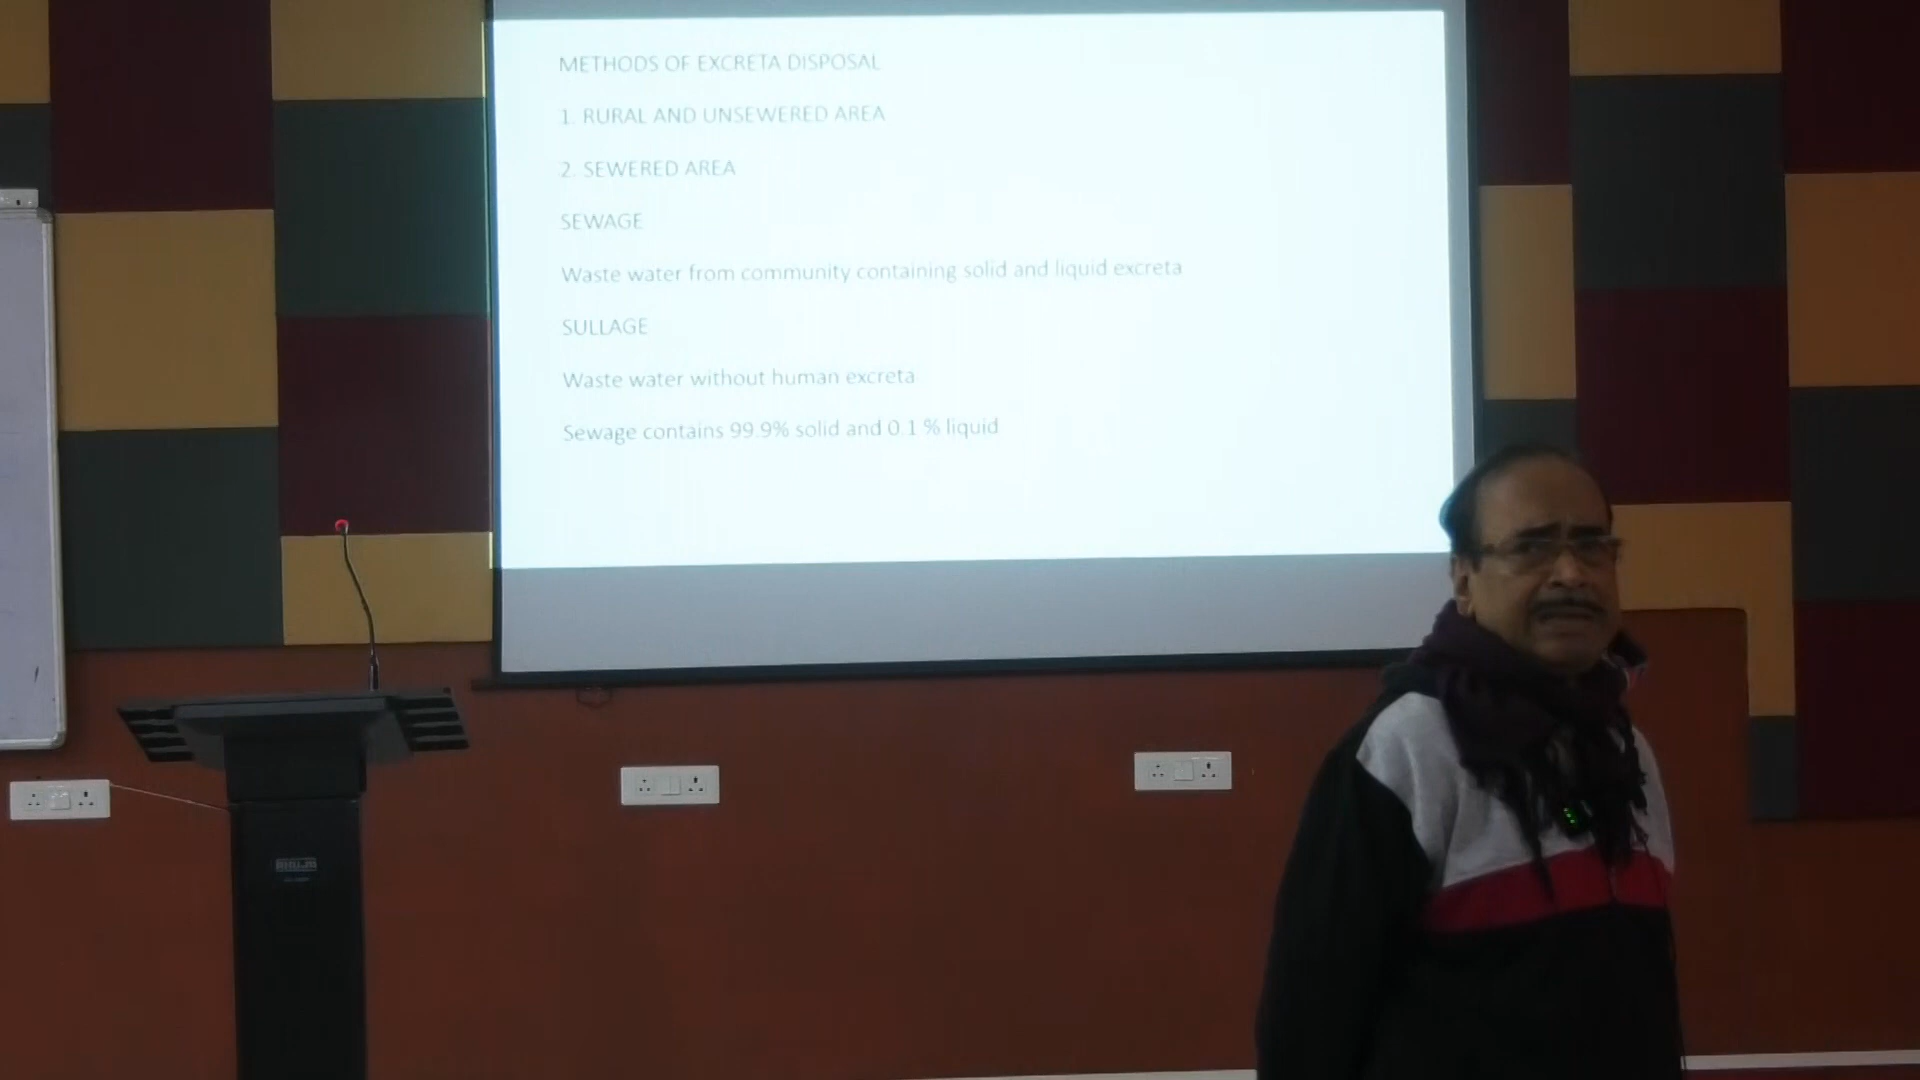 METHODS OF EXCRETA DISPOSAL
1. RURAL AND UNSEWERED AREA
2. SEWERED AREA
SEWAGE
Waste water from community containing solid and liquid excreta
SULLAGE
Waste water without human excreta
Sewage contains 99.9% solid and 0.1 % liquid